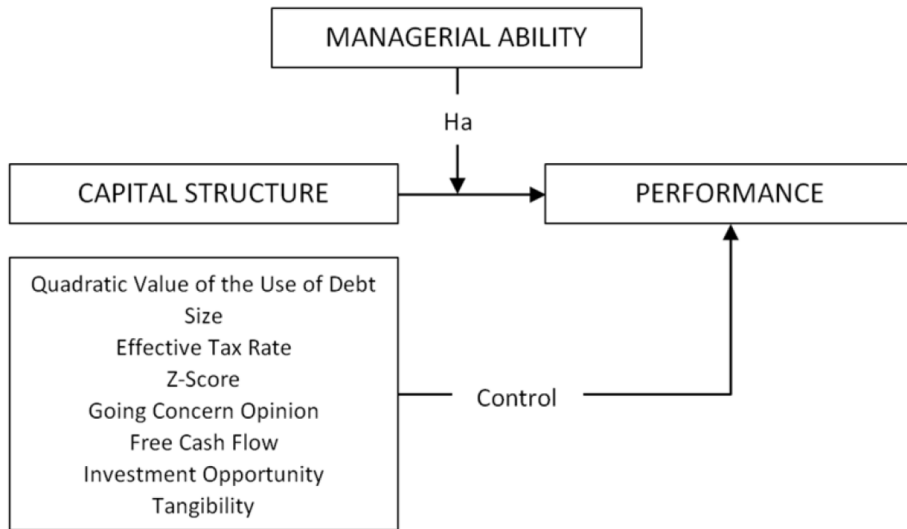 MANAGERIAL ABILITY
Ha
CAPITAL STRUCTURE
PERFORMANCE
Quadratic Value of the Use of Debt
Size
Effective Tax Rate
Z-Score
Going Concern Opinion
Free Cash Flow
Investment Opportunity
Tangibility
Control